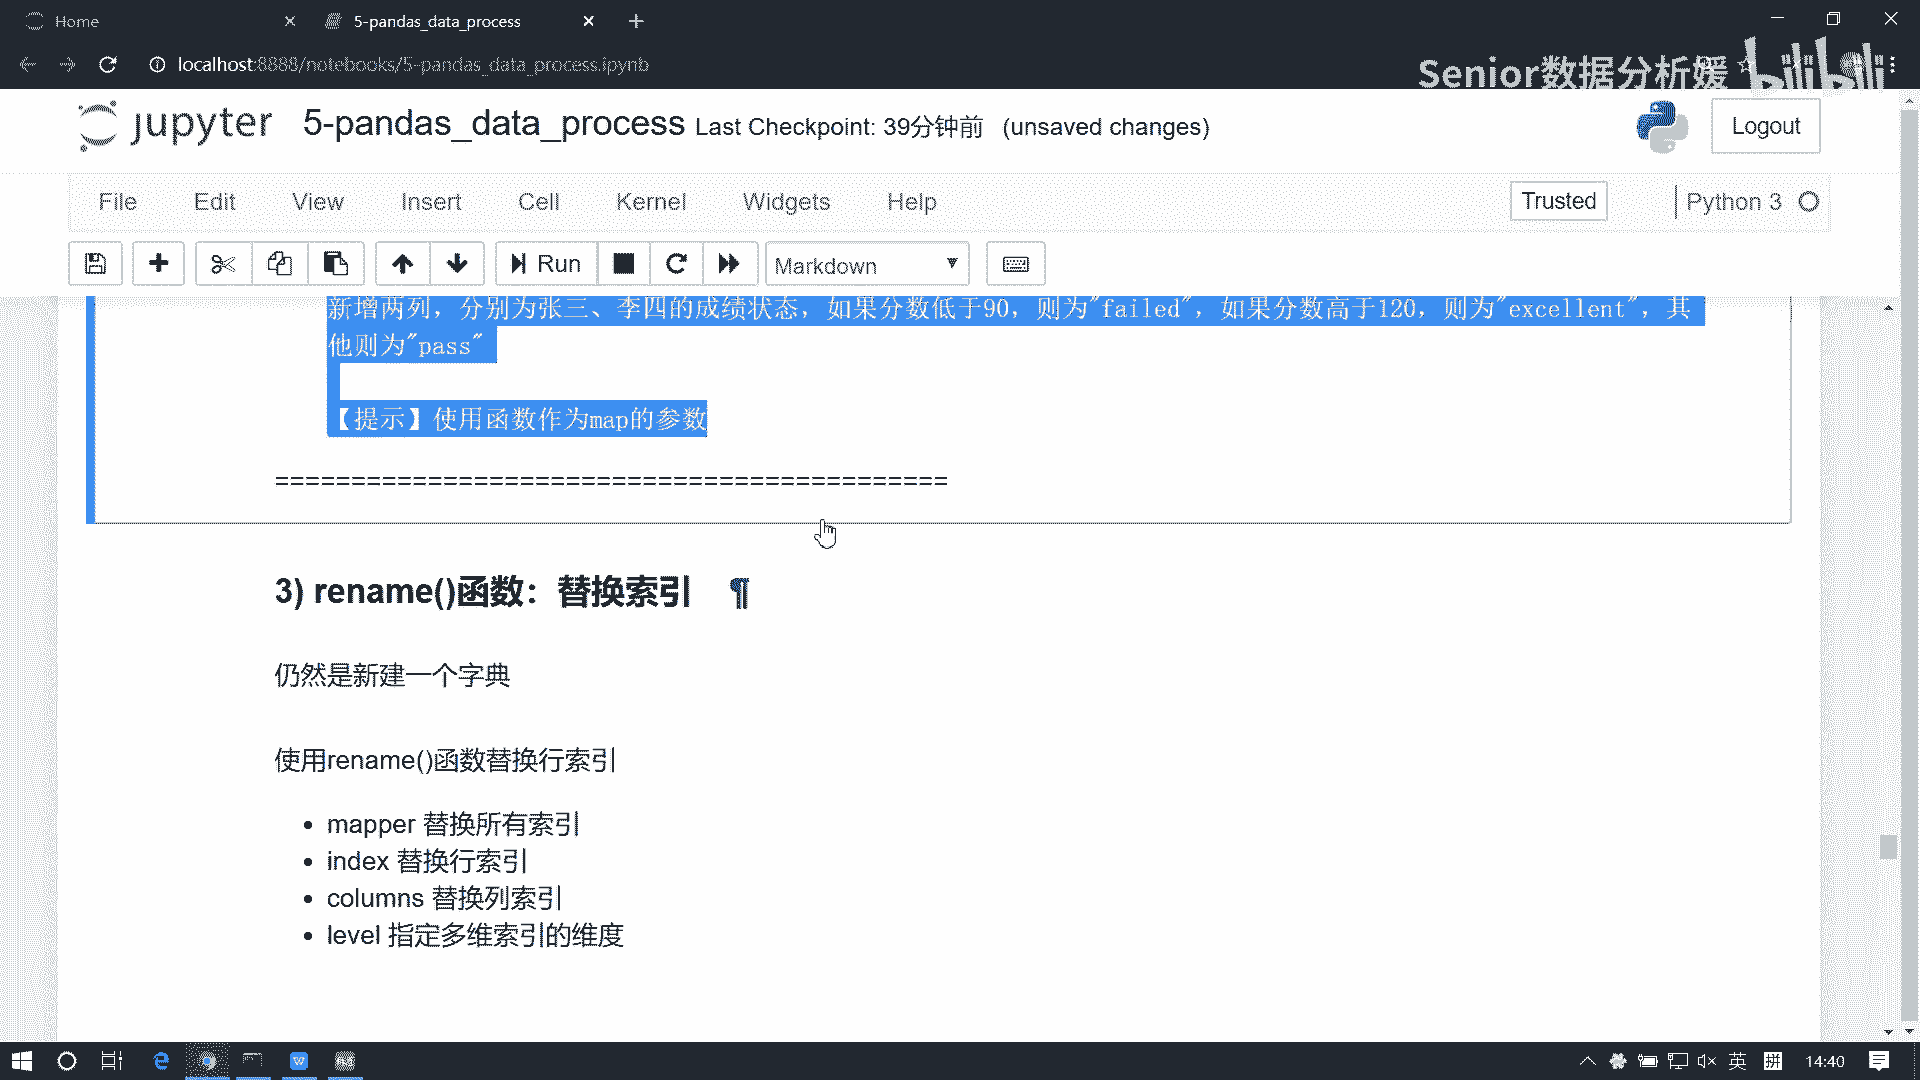 Home
5-pandas_data_process
localhost:8888/notebooks/5-pandas_data_process.ipynb
Senior数据分析媛
bilibili
jupyter 5-pandas_data_process Last Checkpoint: 39分钟前 (unsaved changes)
Logout
File Edit View Insert Cell Kernel Widgets Help Trusted Python 3
Run Markdown
新增两列，分别为张三、李四的成绩状态，如果分数低于90，则为"failed"，如果分数高于120，则为"excellent"，其
他则为"pass"
【提示】使用函数作为map的参数
============================================
3) rename()函数：替换索引 ¶
仍然是新建一个字典
使用rename()函数替换行索引
• mapper 替换所有索引
• index 替换行索引
• columns 替换列索引
• level 指定多维索引的维度
英 拼 14:40